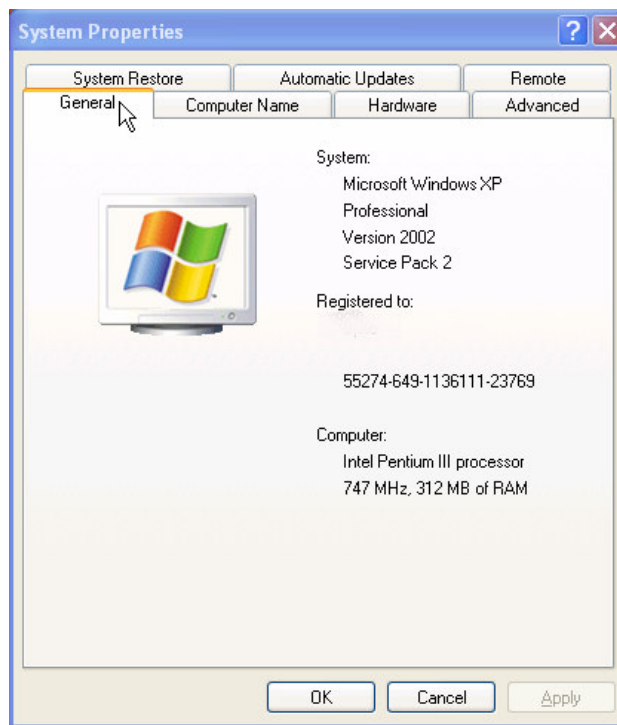 System Properties
System Restore Automatic Updates Remote
General Computer Name Hardware Advanced
System:
Microsoft Windows XP
Professional
Version 2002
Service Pack 2
Registered to:
55274-649-1136111-23769
Computer:
Intel Pentium III processor
747 MHz, 312 MB of RAM
OK Cancel Apply